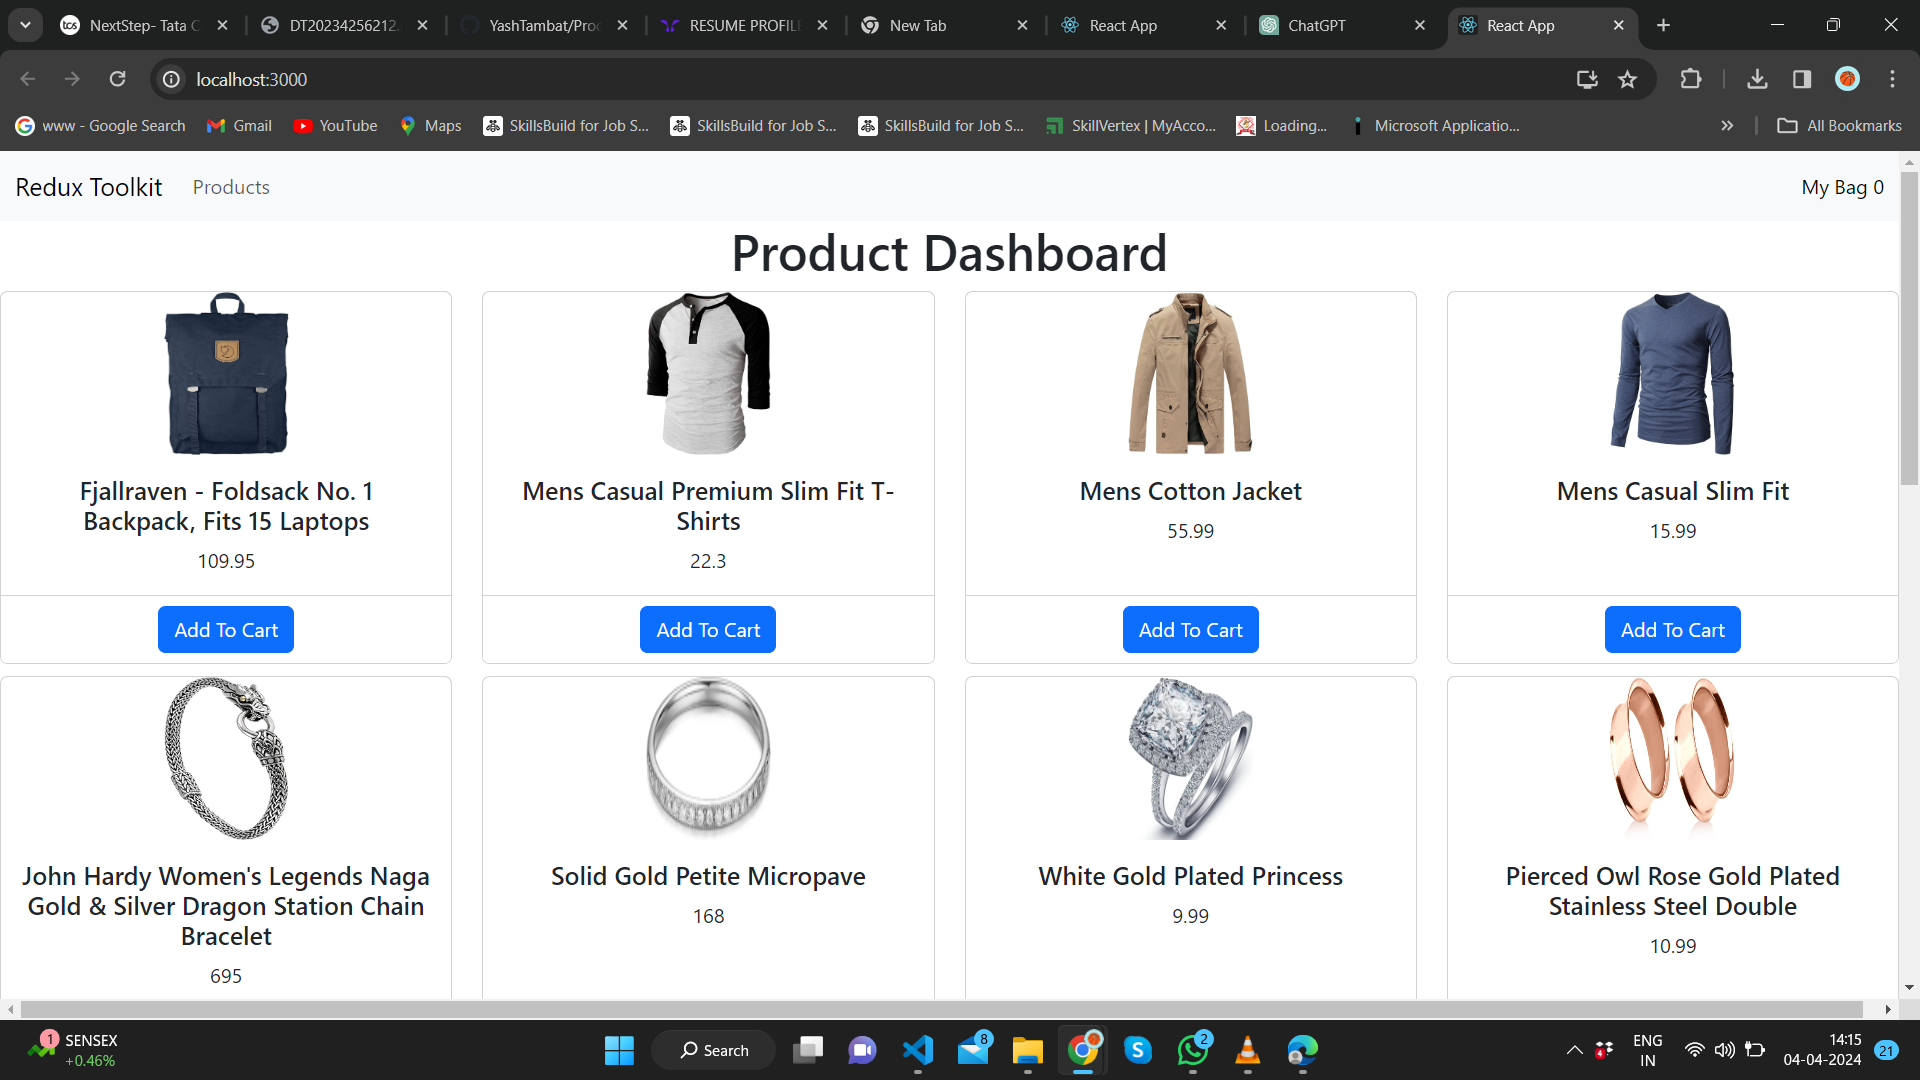 tcs NextStep- Tata C
DT20234256212.
YashTambat/Proc
RESUME PROFILE
New Tab
React App
ChatGPT
React App
localhost:3000
www - Google Search
Gmail
YouTube
Maps
SkillsBuild for Job S...
SkillsBuild for Job S...
SkillsBuild for Job S...
SkillVertex | MyAcco...
Loading...
Microsoft Applicatio...
All Bookmarks
Redux Toolkit
Products
My Bag 0
Product Dashboard
Fjallraven - Foldsack No. 1
Backpack, Fits 15 Laptops
109.95
Add To Cart
Mens Casual Premium Slim Fit T-
Shirts
22.3
Add To Cart
Mens Cotton Jacket
55.99
Add To Cart
Mens Casual Slim Fit
15.99
Add To Cart
John Hardy Women's Legends Naga
Gold & Silver Dragon Station Chain
Bracelet
695
Solid Gold Petite Micropave
168
White Gold Plated Princess
9.99
Pierced Owl Rose Gold Plated
Stainless Steel Double
10.99
1
SENSEX
+0.46%
Search
8
S
2
4
ENG
IN
14:15
04-04-2024
21